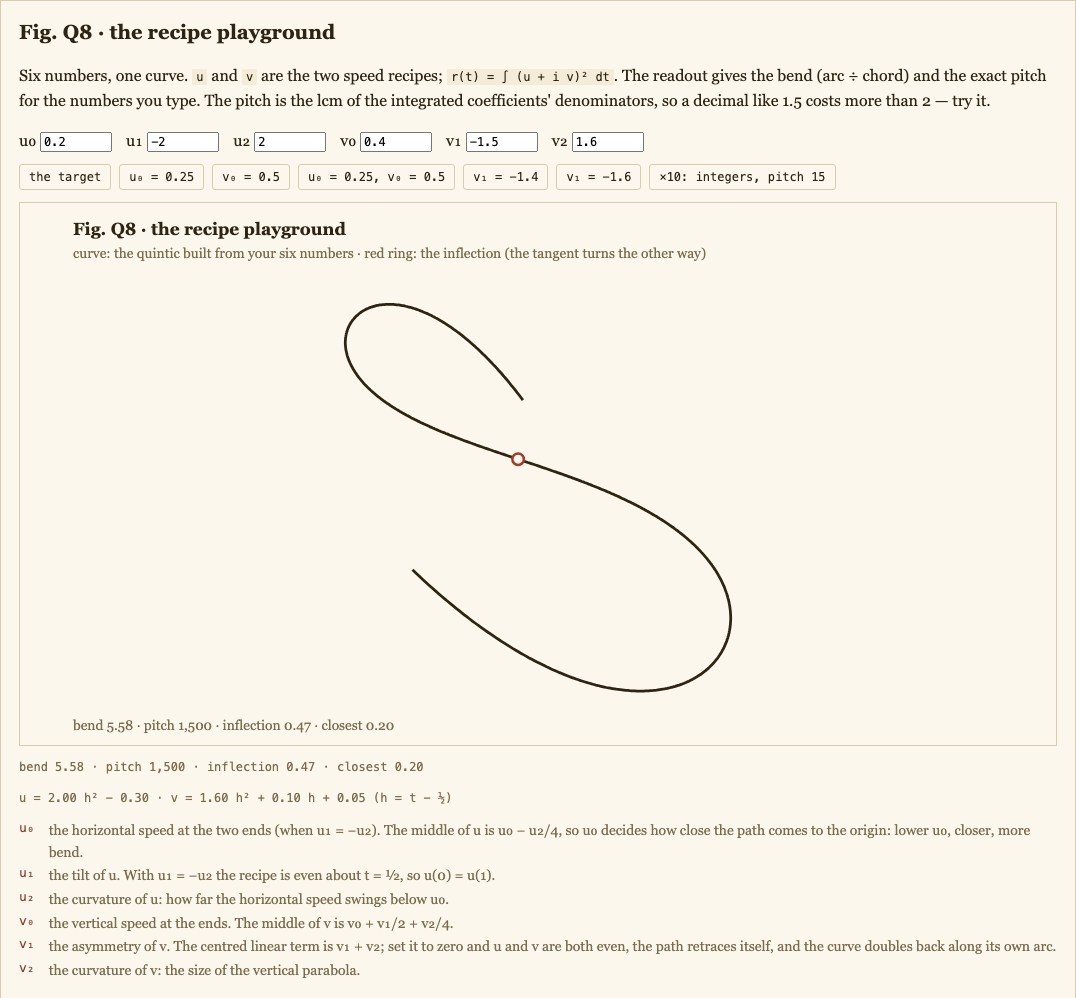 Fig. Q8 · the recipe playground
Six numbers, one curve. u and v are the two speed recipes; r(t) = ∫ (u + i v)² dt. The readout gives the bend (arc ÷ chord) and the exact pitch
for the numbers you type. The pitch is the lcm of the integrated coefficients' denominators, so a decimal like 1.5 costs more than 2 — try it.
u₀ 0.2 u₁ −2 u₂ 2 v₀ 0.4 v₁ −1.5 v₂ 1.6
the target u₀ = 0.25 v₀ = 0.5 u₀ = 0.25, v₀ = 0.5 v₁ = −1.4 v₁ = −1.6 ×10: integers, pitch 15
Fig. Q8 · the recipe playground
curve: the quintic built from your six numbers · red ring: the inflection (the tangent turns the other way)
bend 5.58 · pitch 1,500 · inflection 0.47 · closest 0.20
bend 5.58 · pitch 1,500 · inflection 0.47 · closest 0.20
u = 2.00 h² − 0.30 · v = 1.60 h² + 0.10 h + 0.05 (h = t − ½)
u₀ the horizontal speed at the two ends (when u₁ = −u₂). The middle of u is u₀ − u₂/4, so u₀ decides how close the path comes to the origin: lower u₀, closer, more
bend.
u₁ the tilt of u. With u₁ = −u₂ the recipe is even about t = ½, so u(0) = u(1).
u₂ the curvature of u: how far the horizontal speed swings below u₀.
v₀ the vertical speed at the ends. The middle of v is v₀ + v₁/2 + v₂/4.
v₁ the asymmetry of v. The centred linear term is v₁ + v₂; set it to zero and u and v are both even, the path retraces itself, and the curve doubles back along its own arc.
v₂ the curvature of v: the size of the vertical parabola.